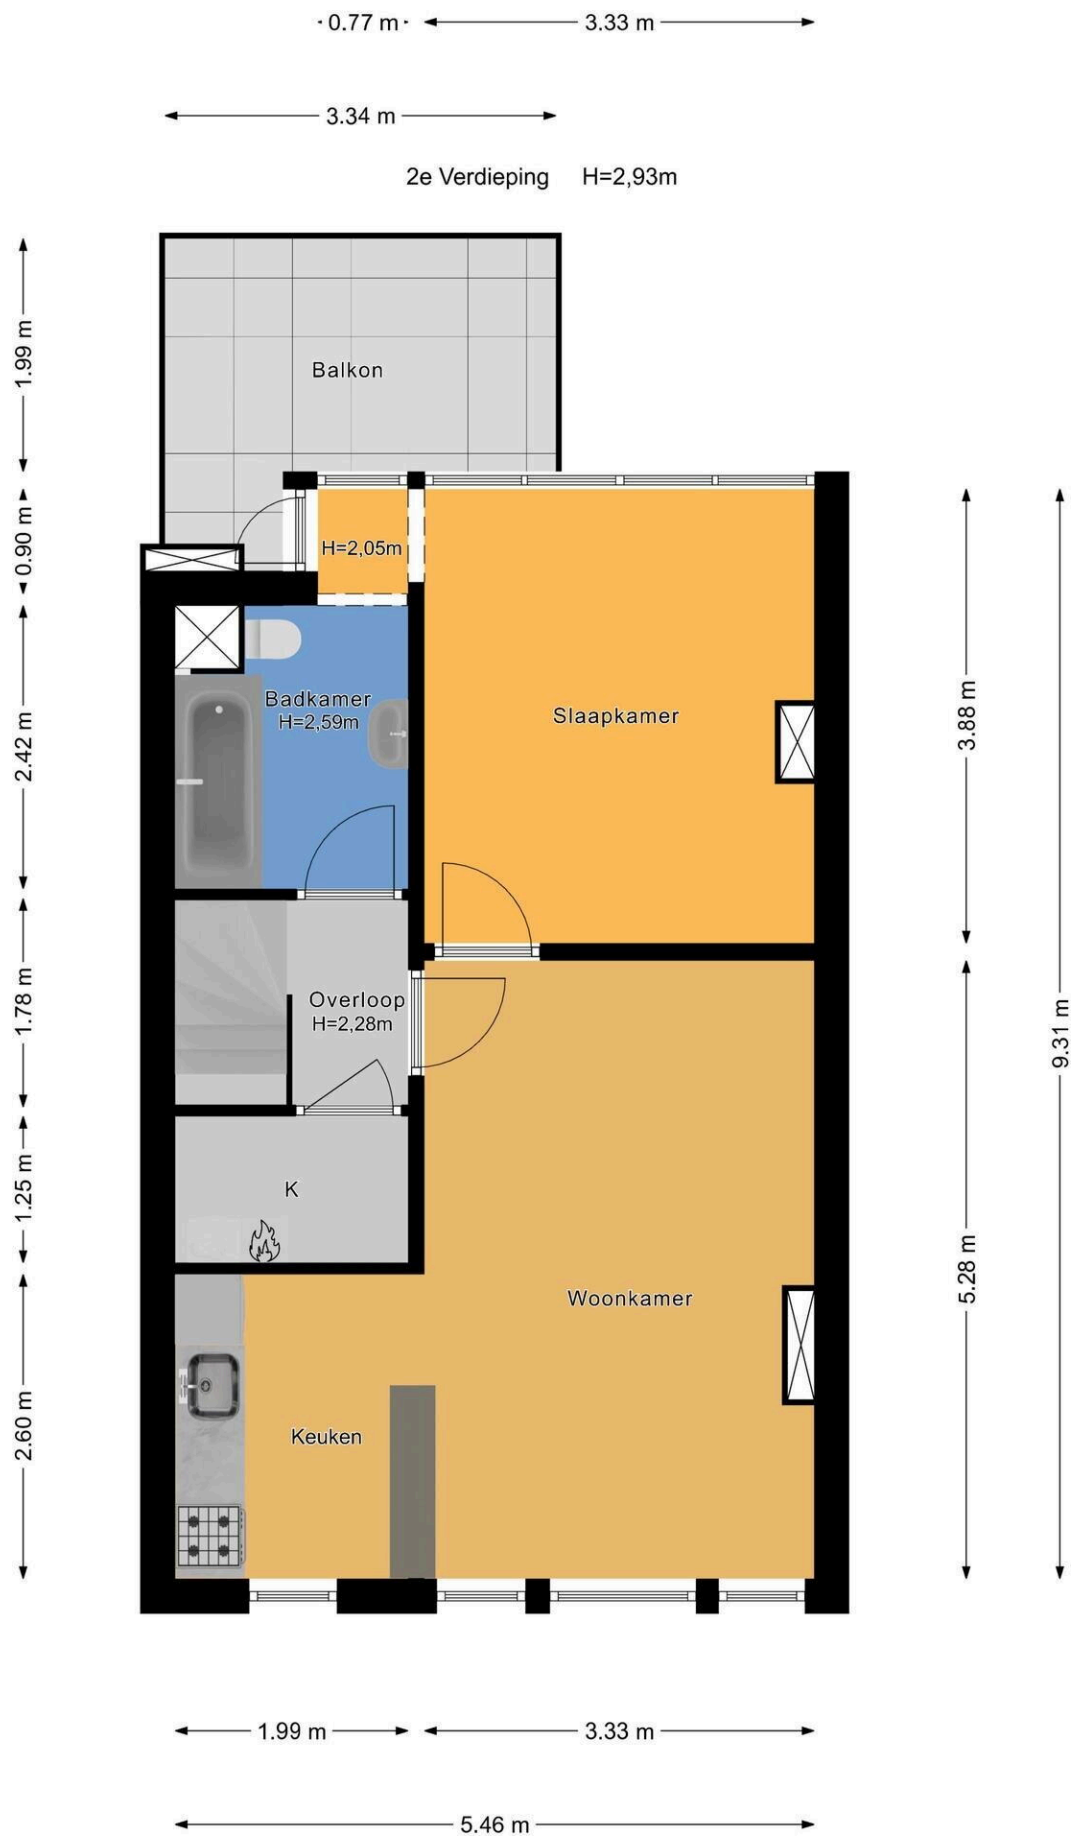 0.77 m
3.33 m
3.34 m
2e Verdieping H=2,93m
1.99 m
Balkon
0.90 m
H=2,05m
Badkamer
H=2,59m
2.42 m
Slaapkamer
3.88 m
1.78 m
Overloop
H=2,28m
9.31 m
1.25 m
K
5.28 m
Woonkamer
2.60 m
Keuken
1.99 m
3.33 m
5.46 m